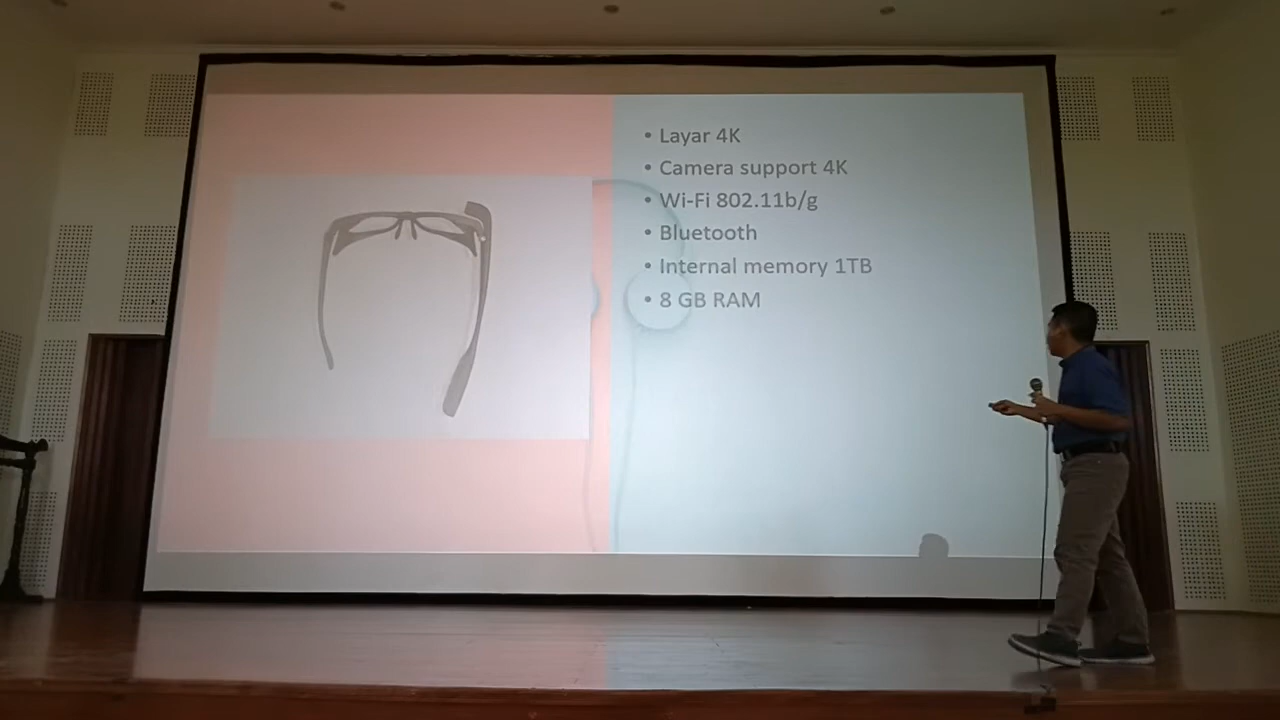 • Layar 4K
• Camera support 4K
• Wi-Fi 802.11b/g
• Bluetooth
• Internal memory 1TB
• 8 GB RAM